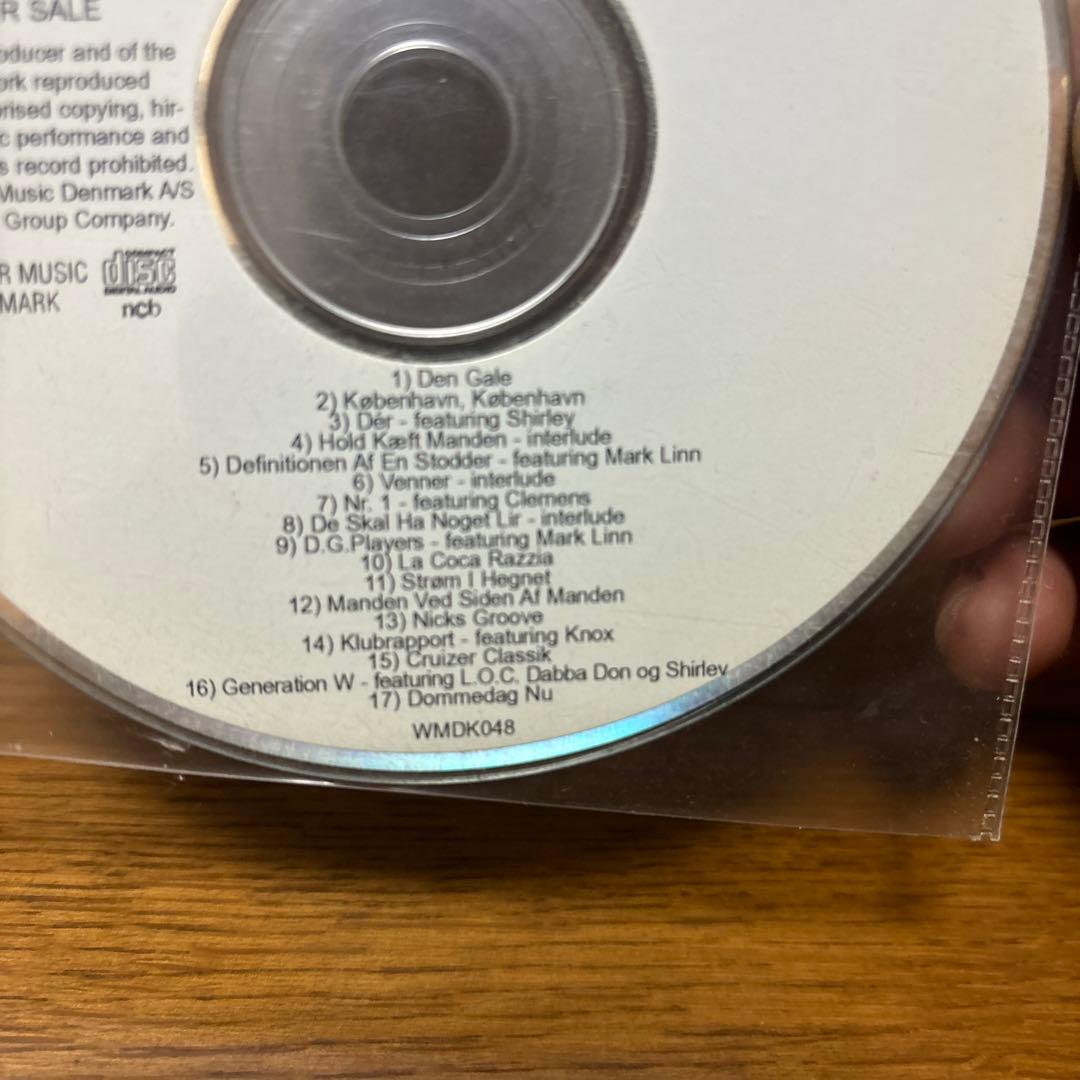 R SALE
oducer and of the
ork reproduced
rised copying, hir-
c performance and
s record prohibited.
Music Denmark A/S
Group Company.
R MUSIC
MARK
COMPACT
disc
DIGITAL AUDIO
ncb
1) Den Gale
2) København, København
3) Dér - featuring Shirley
4) Hold Kæft Manden - interlude
5) Definitionen Af En Stodder - featuring Mark Linn
6) Venner - interlude
7) Nr. 1 - featuring Clemens
8) De Skal Ha Noget Lir - interlude
9) D.G.Players - featuring Mark Linn
10) La Coca Razzia
11) Strøm I Hegnet
12) Manden Ved Siden Af Manden
13) Nicks Groove
14) Klubrapport - featuring Knox
15) Cruizer Classik
16) Generation W - featuring L.O.C. Dabba Don og Shirley
17) Dommedag Nu
WMDK048